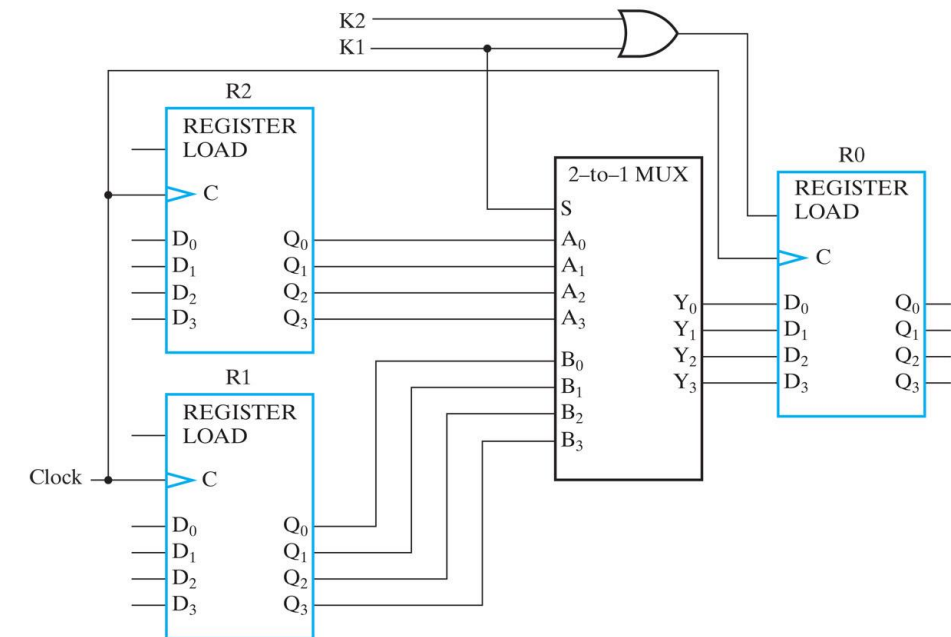 K2
K1
R2
REGISTER
LOAD
C
D₀ Q₀
D₁ Q₁
D₂ Q₂
D₃ Q₃
R1
REGISTER
LOAD
Clock
C
D₀ Q₀
D₁ Q₁
D₂ Q₂
D₃ Q₃
2–to–1 MUX
S
A₀
A₁
A₂
A₃
B₀
B₁
B₂
B₃
Y₀
Y₁
Y₂
Y₃
R0
REGISTER
LOAD
C
D₀ Q₀
D₁ Q₁
D₂ Q₂
D₃ Q₃